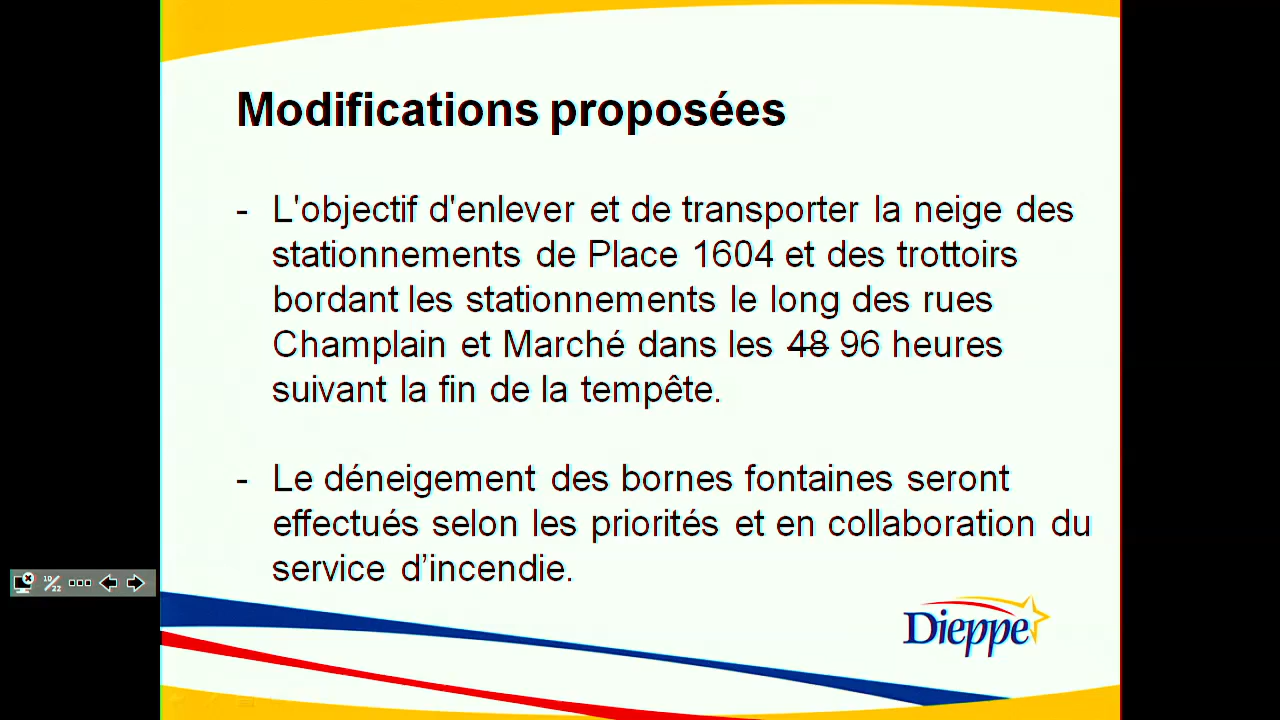 Modifications proposées
- L'objectif d'enlever et de transporter la neige des
stationnements de Place 1604 et des trottoirs
bordant les stationnements le long des rues
Champlain et Marché dans les 48 96 heures
suivant la fin de la tempête.
- Le déneigement des bornes fontaines seront
effectués selon les priorités et en collaboration du
service d’incendie.
10/22
Dieppe